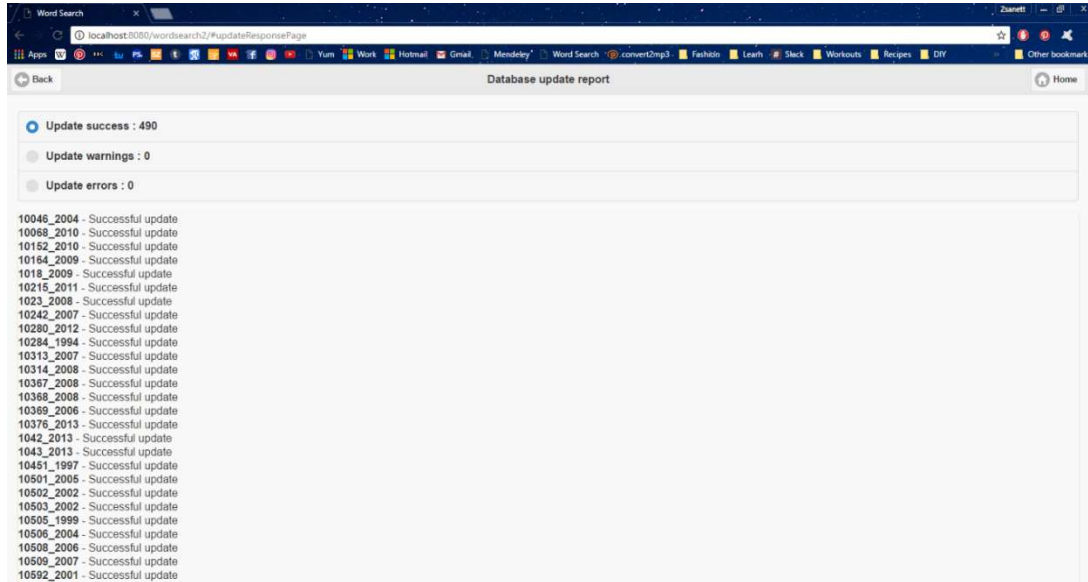 Word Search
Zsanett
localhost:8080/wordsearch2/#updateResponsePage
Apps Yum Work Hotmail Gmail Mendeley Word Search convert2mp3 Learn Slack Workouts Recipes DIY Other bookmark
Back Database update report Home
Update success : 490
Update warnings : 0
Update errors : 0
10046_2004 - Successful update
10068_2010 - Successful update
10152_2010 - Successful update
10164_2009 - Successful update
1018_2009 - Successful update
10215_2011 - Successful update
1023_2008 - Successful update
10242_2007 - Successful update
10280_2012 - Successful update
10284_1994 - Successful update
10313_2007 - Successful update
10314_2008 - Successful update
10367_2008 - Successful update
10368_2008 - Successful update
10369_2006 - Successful update
10376_2013 - Successful update
1042_2013 - Successful update
1043_2013 - Successful update
10451_1997 - Successful update
10501_2005 - Successful update
10502_2002 - Successful update
10503_2002 - Successful update
10505_1999 - Successful update
10506_2004 - Successful update
10508_2006 - Successful update
10509_2007 - Successful update
10592_2001 - Successful update